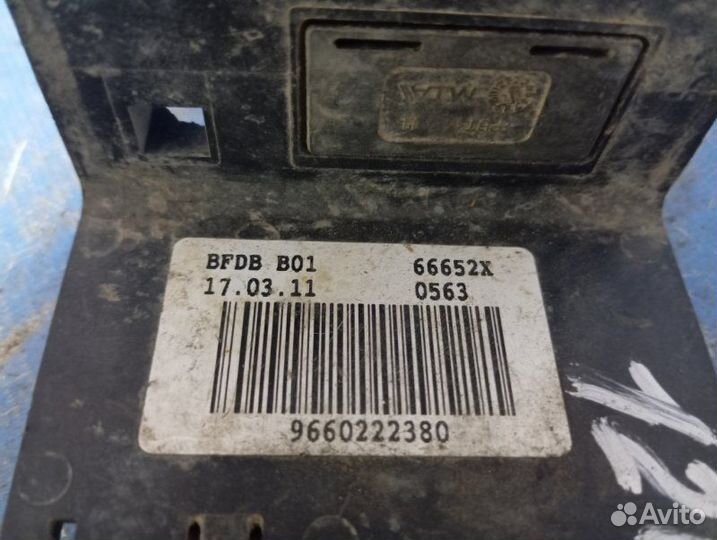 BFDB B01 66652X
17.03.11 0563
9660222380
Avito